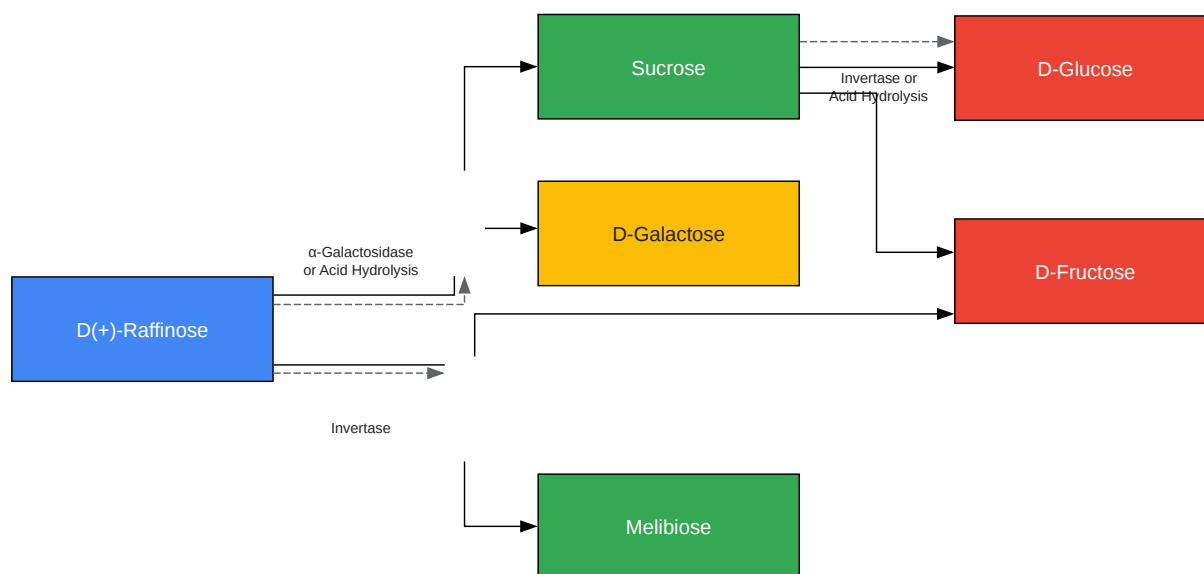 Sucrose
D-Glucose
Invertase or
Acid Hydrolysis
D-Galactose
α-Galactosidase
or Acid Hydrolysis
D-Fructose
D(+)-Raffinose
Invertase
Melibiose